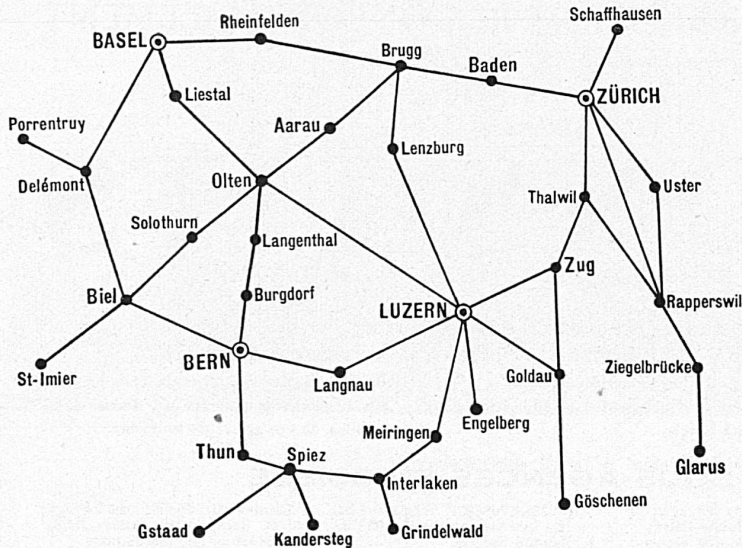 Schaffhausen
Rheinfelden
BASEL
Brugg
Baden
ZÜRICH
Liestal
Aarau
Porrentruy
Lenzburg
Delémont
Olten
Thalwil
Uster
Solothurn
Langenthal
Zug
Biel
Burgdorf
LUZERN
Rapperswil
BERN
St-Imier
Langnau
Goldau
Ziegelbrücke
Engelberg
Meiringen
Thun
Spiez
Glarus
Interlaken
Göschenen
Gstaad
Kandersteg
Grindelwald